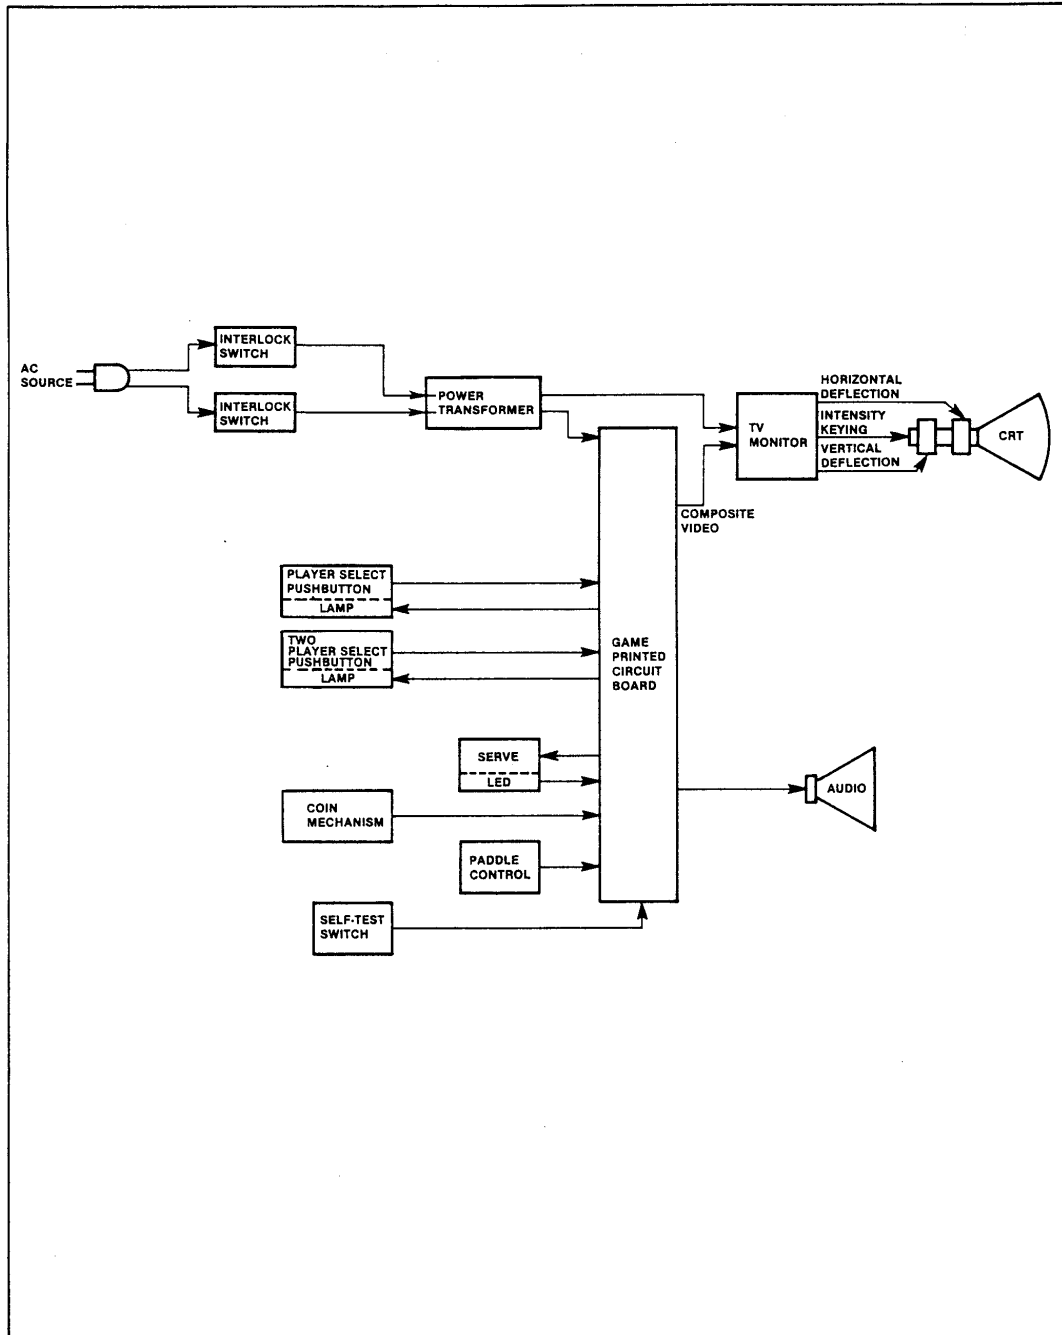 AC
SOURCE
INTERLOCK
SWITCH
INTERLOCK
SWITCH
POWER
TRANSFORMER
TV
MONITOR
HORIZONTAL
DEFLECTION
INTENSITY
KEYING
VERTICAL
DEFLECTION
CRT
COMPOSITE
VIDEO
PLAYER SELECT
PUSHBUTTON
LAMP
TWO
PLAYER SELECT
PUSHBUTTON
LAMP
GAME
PRINTED
CIRCUIT
BOARD
SERVE
LED
COIN
MECHANISM
PADDLE
CONTROL
SELF-TEST
SWITCH
AUDIO